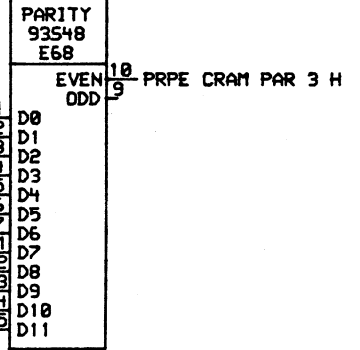 PARITY
93S48
E68
EVEN 10 PRPE CRAM PAR 3 H
ODD 9
D0
D1
D2
D3
D4
D5
D6
D7
D8
D9
D10
D11